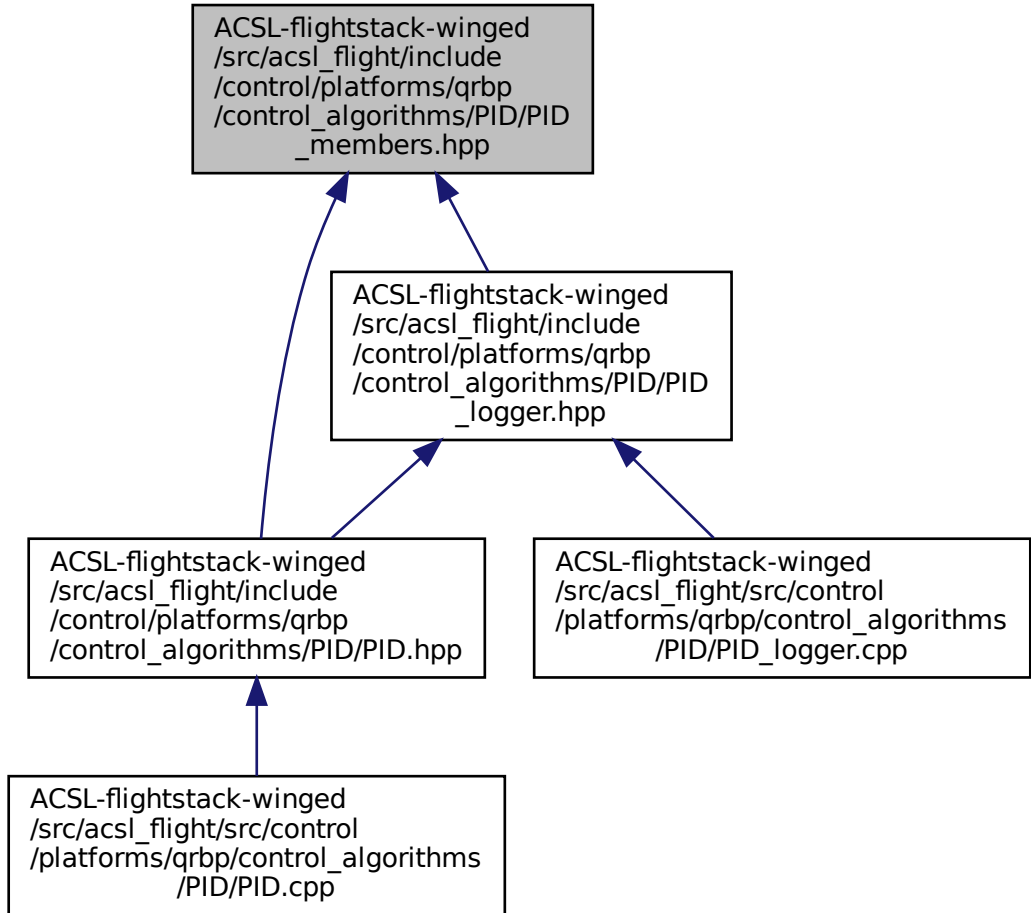 ACSL-flightstack-winged
/src/acsl_flight/include
/control/platforms/qrbp
/control_algorithms/PID/PID
_members.hpp
ACSL-flightstack-winged
/src/acsl_flight/include
/control/platforms/qrbp
/control_algorithms/PID/PID
_logger.hpp
ACSL-flightstack-winged
/src/acsl_flight/include
/control/platforms/qrbp
/control_algorithms/PID/PID.hpp
ACSL-flightstack-winged
/src/acsl_flight/src/control
/platforms/qrbp/control_algorithms
/PID/PID_logger.cpp
ACSL-flightstack-winged
/src/acsl_flight/src/control
/platforms/qrbp/control_algorithms
/PID/PID.cpp